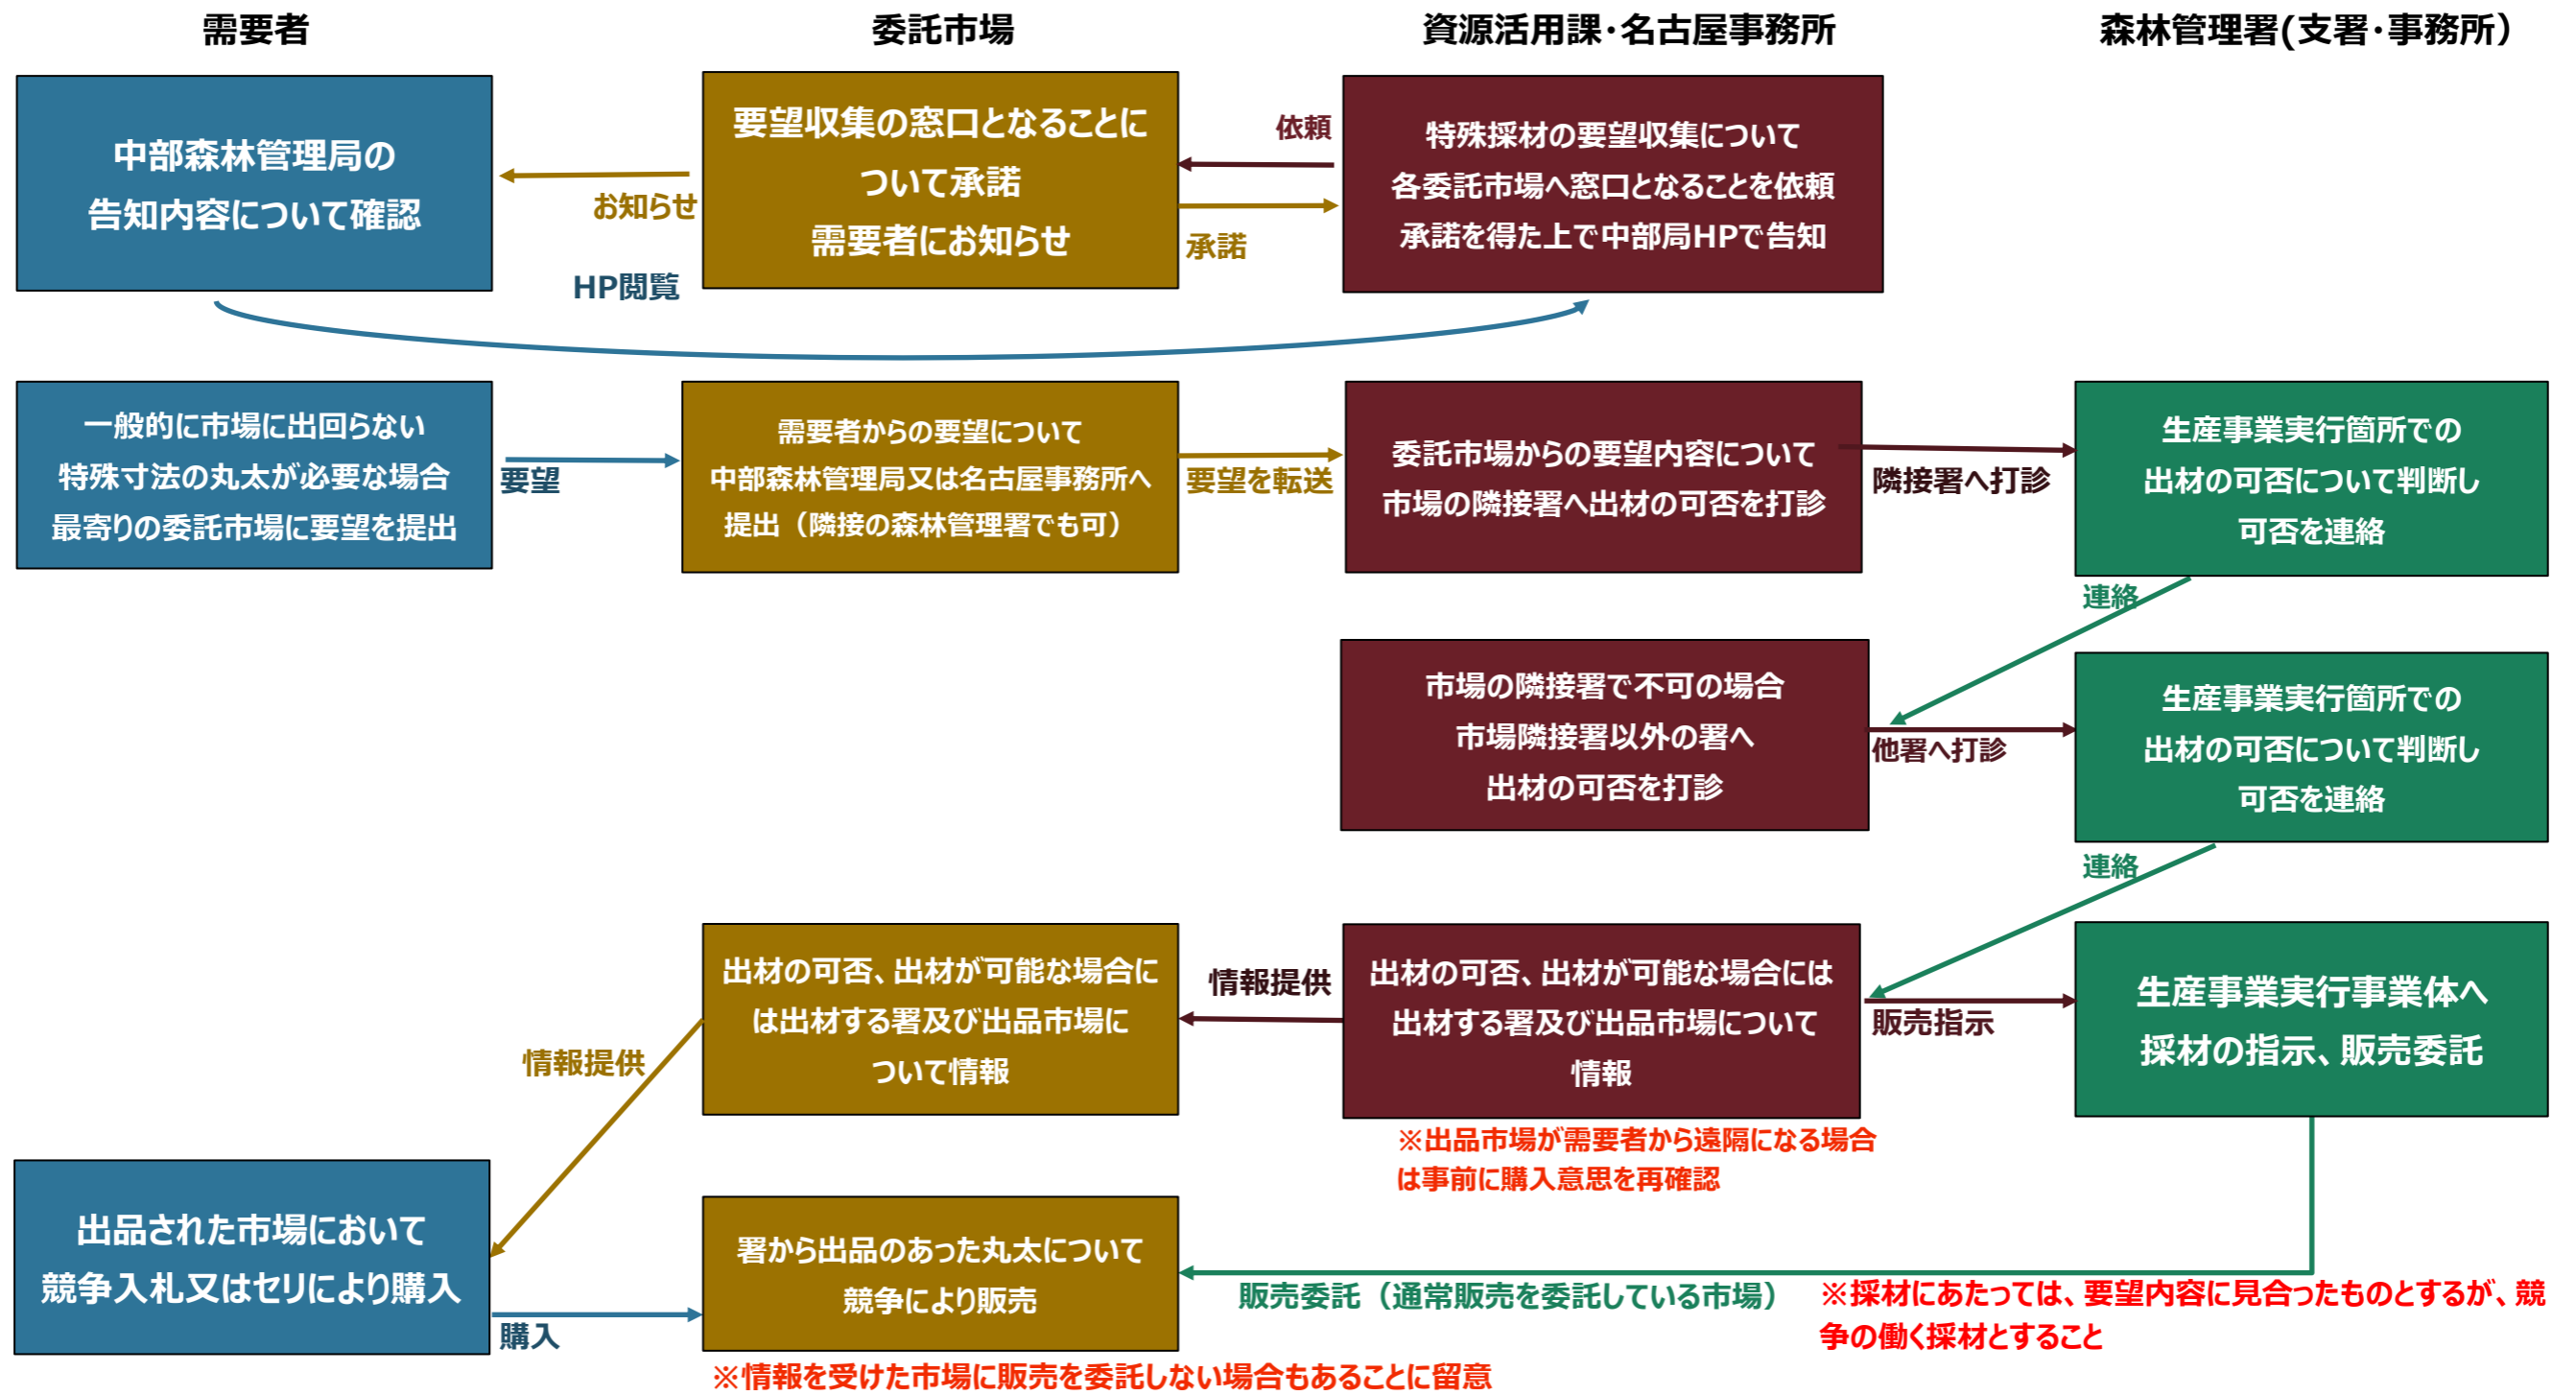 需要者
委託市場
資源活用課・名古屋事務所
森林管理署(支署・事務所）
中部森林管理局の
告知内容について確認
お知らせ
要望収集の窓口となることに
ついて承諾
需要者にお知らせ
依頼
承諾
特殊採材の要望収集について
各委託市場へ窓口となることを依頼
承諾を得た上で中部局HPで告知
HP閲覧
一般的に市場に出回らない
特殊寸法の丸太が必要な場合
最寄りの委託市場に要望を提出
要望
需要者からの要望について
中部森林管理局又は名古屋事務所へ
提出（隣接の森林管理署でも可）
要望を転送
委託市場からの要望内容について
市場の隣接署へ出材の可否を打診
隣接署へ打診
生産事業実行箇所での
出材の可否について判断し
可否を連絡
連絡
市場の隣接署で不可の場合
市場隣接署以外の署へ
出材の可否を打診
他署へ打診
生産事業実行箇所での
出材の可否について判断し
可否を連絡
連絡
出材の可否、出材が可能な場合に
は出材する署及び出品市場に
ついて情報
情報提供
出材の可否、出材が可能な場合には
出材する署及び出品市場について
情報
販売指示
生産事業実行事業体へ
採材の指示、販売委託
情報提供
※出品市場が需要者から遠隔になる場合
は事前に購入意思を再確認
出品された市場において
競争入札又はセリにより購入
購入
署から出品のあった丸太について
競争により販売
販売委託（通常販売を委託している市場）
※採材にあたっては、要望内容に見合ったものとするが、競
争の働く採材とすること
※情報を受けた市場に販売を委託しない場合もあることに留意